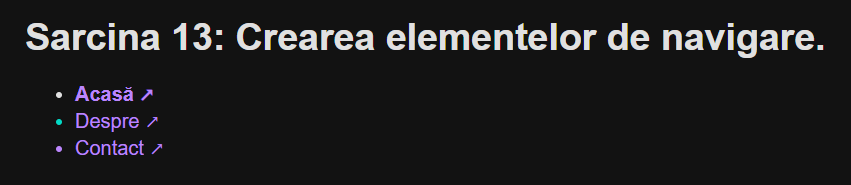 Sarcina 13: Crearea elementelor de navigare.
Acasă ↗
Despre ↗
Contact ↗